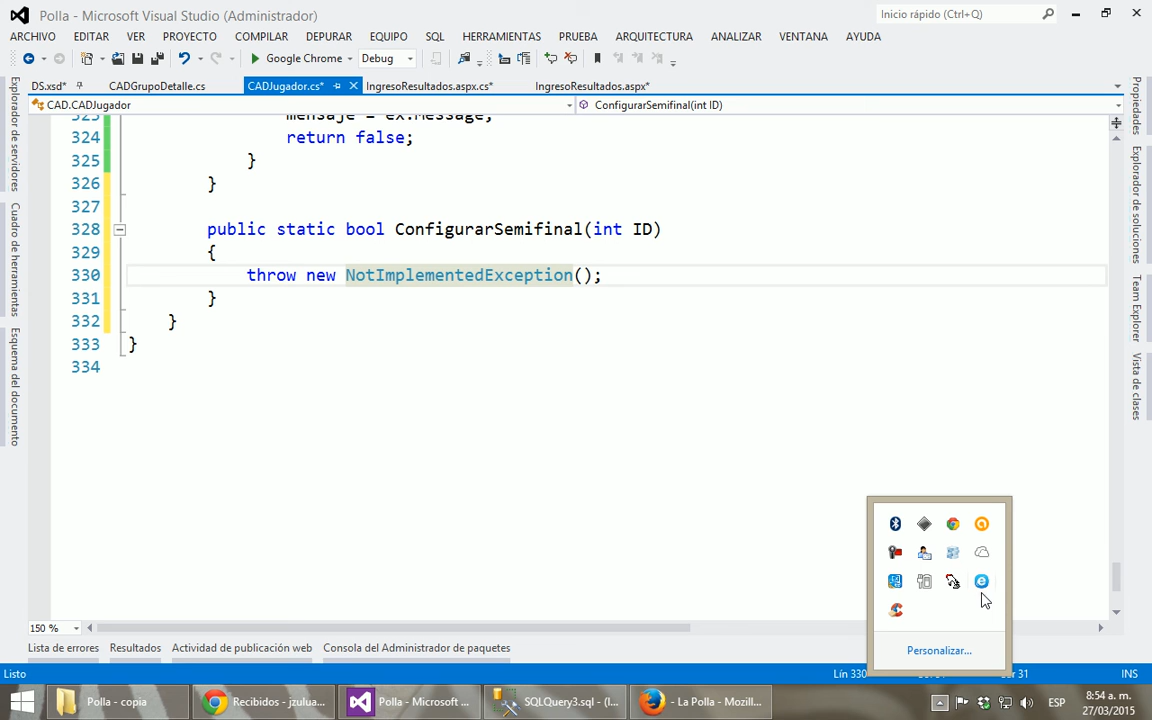 Polla - Microsoft Visual Studio (Administrador)
Inicio rápido (Ctrl+Q)
ARCHIVO EDITAR VER PROYECTO COMPILAR DEPURAR EQUIPO SQL HERRAMIENTAS PRUEBA ARQUITECTURA ANALIZAR VENTANA AYUDA
Google Chrome Debug
DS.xsd* CADGrupoDetalle.cs CADJugador.cs* IngresoResultados.aspx.cs* IngresoResultados.aspx*
CAD.CADJugador ConfigurarSemifinal(int ID)
Explorador de servidores
Cuadro de herramientas
Esquema del documento
323 mensaje = ex.Message;
324 return false;
325 }
326 }
327
328 public static bool ConfigurarSemifinal(int ID)
329 {
330 throw new NotImplementedException();
331 }
332 }
333 }
334
Propiedades
Explorador de soluciones
Team Explorer
Vista de clases
Personalizar...
150 %
Lista de errores Resultados Actividad de publicación web Consola del Administrador de paquetes
Listo Lín 330 INS
Polla - copia Recibidos - jzulua... Polla - Microsoft ... SQLQuery3.sql - (l... - La Polla - Mozill... ESP 8:54 a. m.
27/03/2015